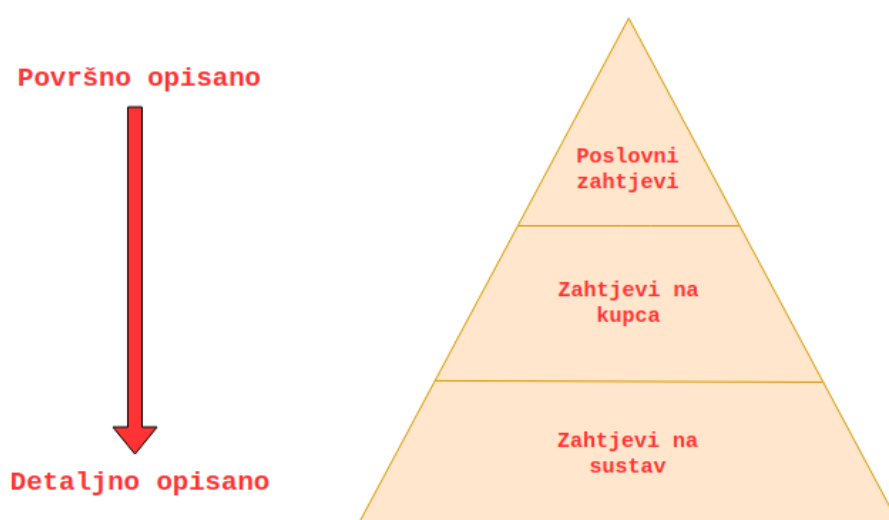 Površno opisano
Detaljno opisano
Poslovni
zahtjevi
Zahtjevi na
kupca
Zahtjevi na
sustav